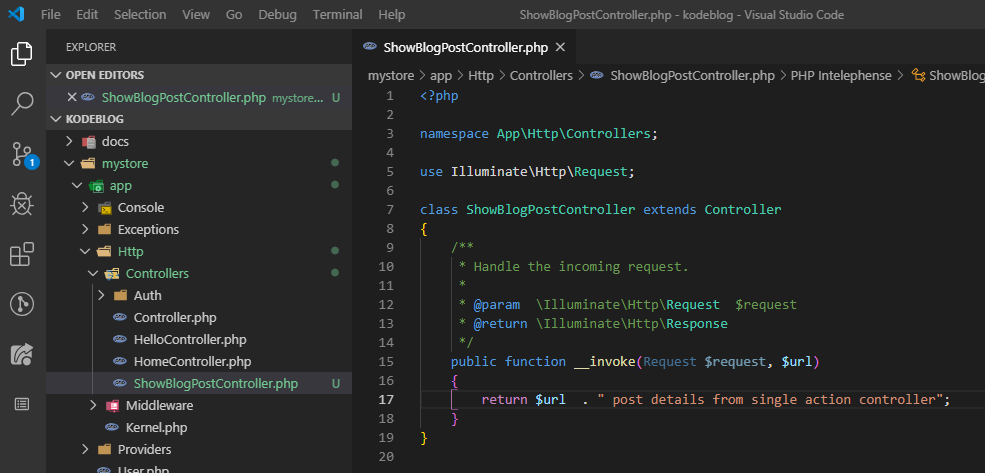 File Edit Selection View Go Debug Terminal Help ShowBlogPostController.php - kodeblog - Visual Studio Code
EXPLORER
OPEN EDITORS
ShowBlogPostController.php mystore... U
KODEBLOG
docs
mystore
app
Console
Exceptions
Http
Controllers
Auth
Controller.php
HelloController.php
HomeController.php
ShowBlogPostController.php U
Middleware
Kernel.php
Providers
User.php
1
ShowBlogPostController.php
mystore > app > Http > Controllers > ShowBlogPostController.php > PHP Intelephense > ShowBlog
1 <?php
2
3 namespace App\Http\Controllers;
4
5 use Illuminate\Http\Request;
6
7 class ShowBlogPostController extends Controller
8 {
9 /**
10 * Handle the incoming request.
11 *
12 * @param  \Illuminate\Http\Request  $request
13 * @return \Illuminate\Http\Response
14 */
15 public function __invoke(Request $request, $url)
16 {
17 return $url  . " post details from single action controller";
18 }
19 }
20